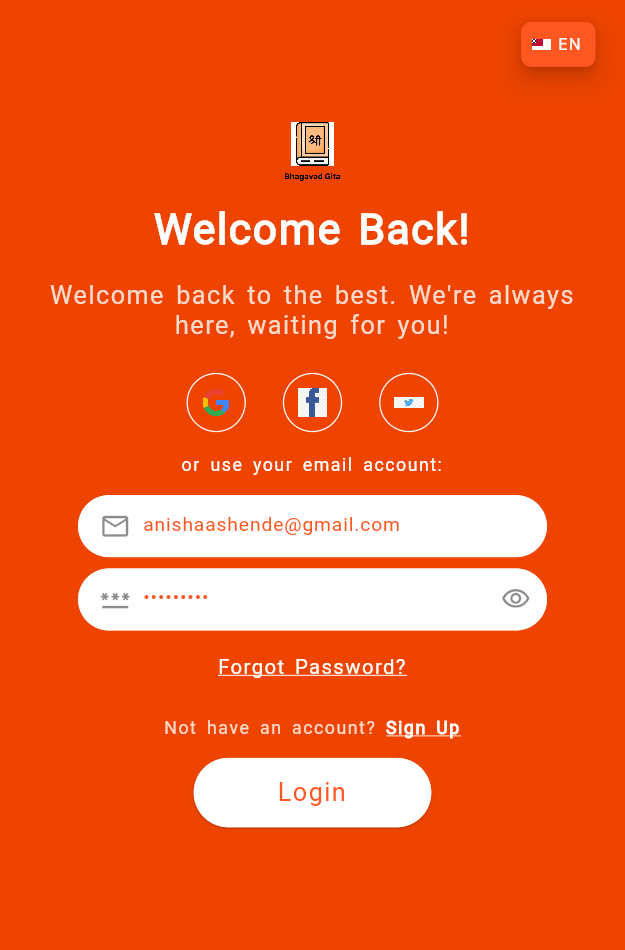 EN
श्री
Bhagavad Gita
Welcome Back!
Welcome back to the best. We're always
here, waiting for you!
or use your email account:
anishaashende@gmail.com
•••••••••
Forgot Password?
Not have an account? Sign Up
Login